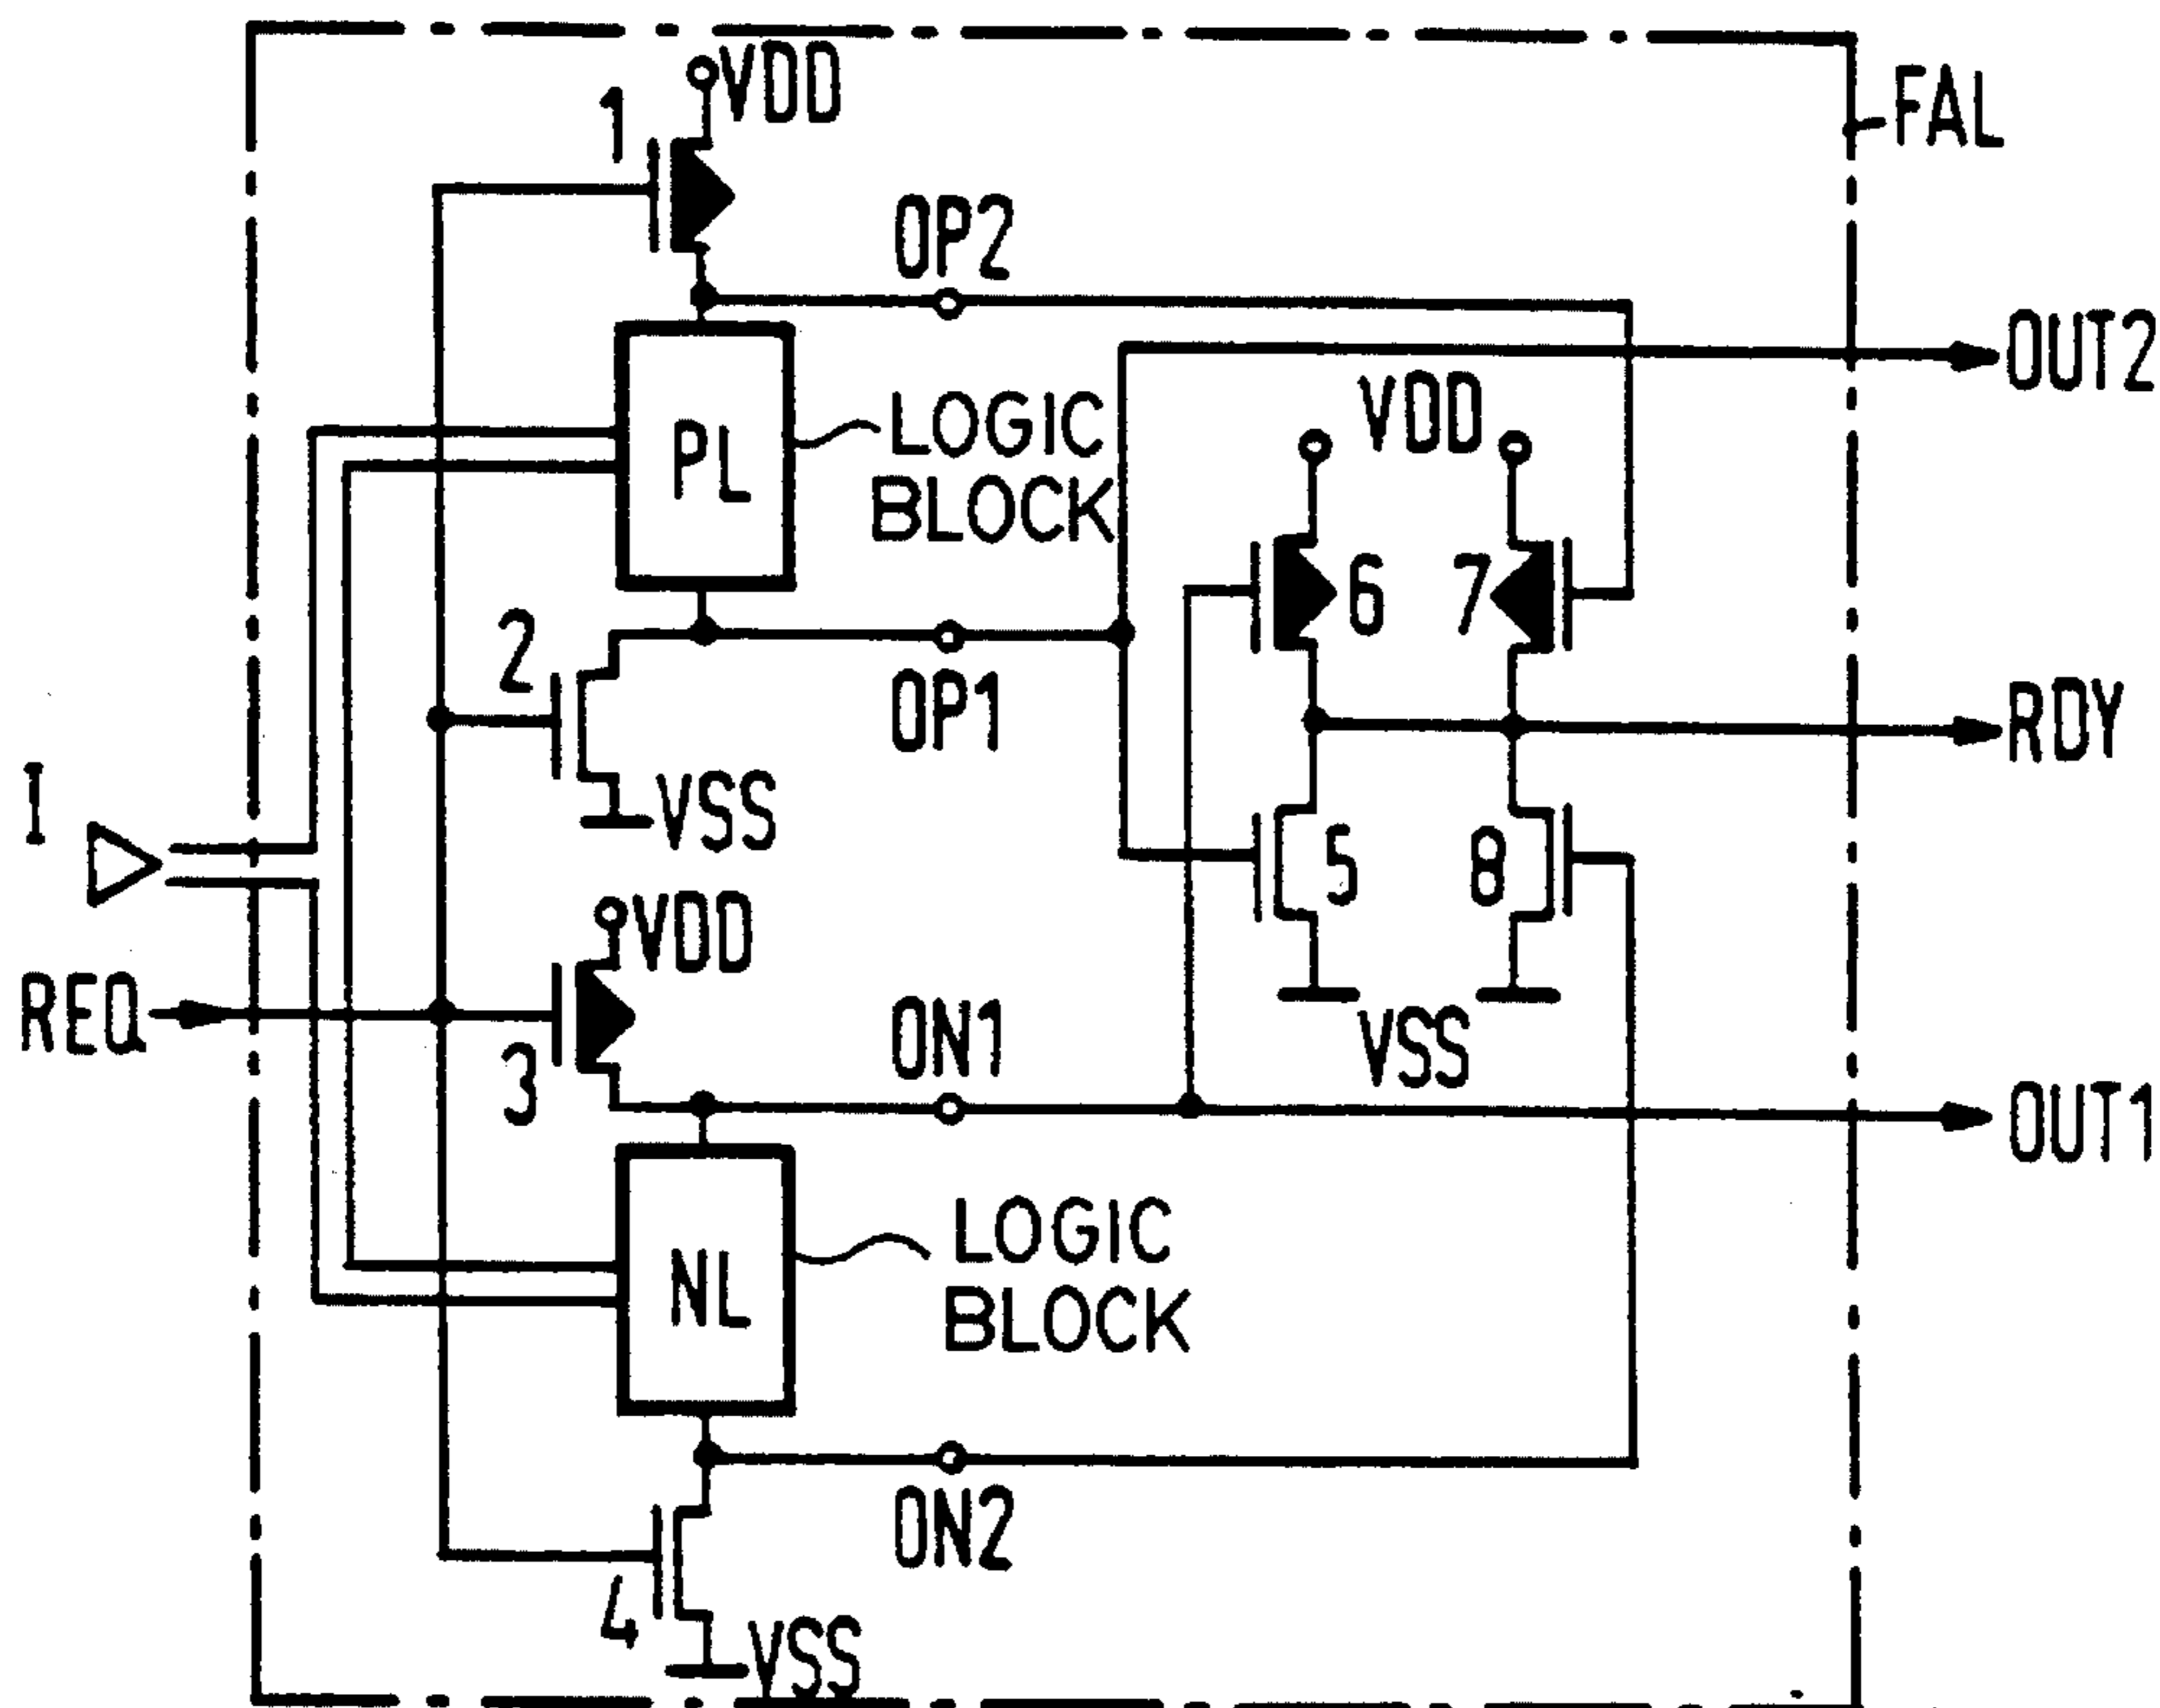 VDD
1
FAL
OP2
OUT2
LOGIC
BLOCK
PL
VDD
6
7
2
OP1
RDY
I
VSS
5
8
VDD
REQ
3
ON1
VSS
OUT1
LOGIC
BLOCK
NL
ON2
4
VSS